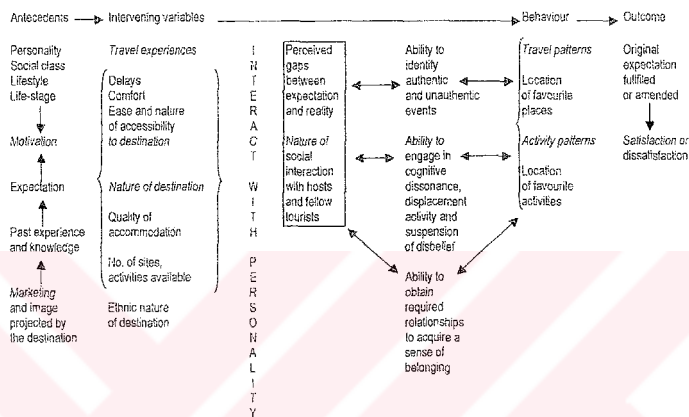 Antecedents
Intervening variables
Behaviour
Outcome
Personality
Social class
Lifestyle
Life-stage
Motivation
Expectation
Past experience
and knowledge
Marketing
and image
projected by
the destination
Travel experiences
Delays
Comfort
Ease and nature
of accessibility
to destination
Nature of destination
Quality of
accommodation
No. of sites,
activities available
Ethnic nature
of destination
I
N
T
E
R
A
C
T
W
I
T
H
P
E
R
S
O
N
A
L
I
T
Y
Perceived
gaps
between
expectation
and reality
Nature of
social
interaction
with hosts
and fellow
tourists
Ability to
identify
authentic
and unauthentic
events
Ability to
engage in
cognitive
dissonance,
displacement
activity and
suspension
of disbelief
Ability to
obtain
required
relationships
to acquire a
sense of
belonging
Travel patterns
Location
of favourite
places
Activity patterns
Location
of favourite
activities
Original
expectation
fulfilled
or amended
Satisfaction or
dissatisfaction